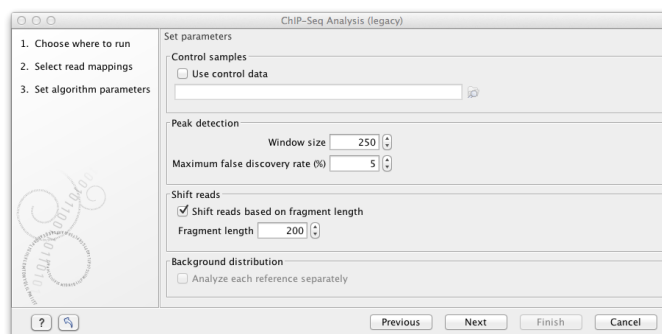 ChIP-Seq Analysis (legacy)
1. Choose where to run
2. Select read mappings
3. Set algorithm parameters
Set parameters
Control samples
Use control data
Peak detection
Window size 250
Maximum false discovery rate (%) 5
Shift reads
Shift reads based on fragment length
Fragment length 200
Background distribution
Analyze each reference separately
? Previous Next Finish Cancel